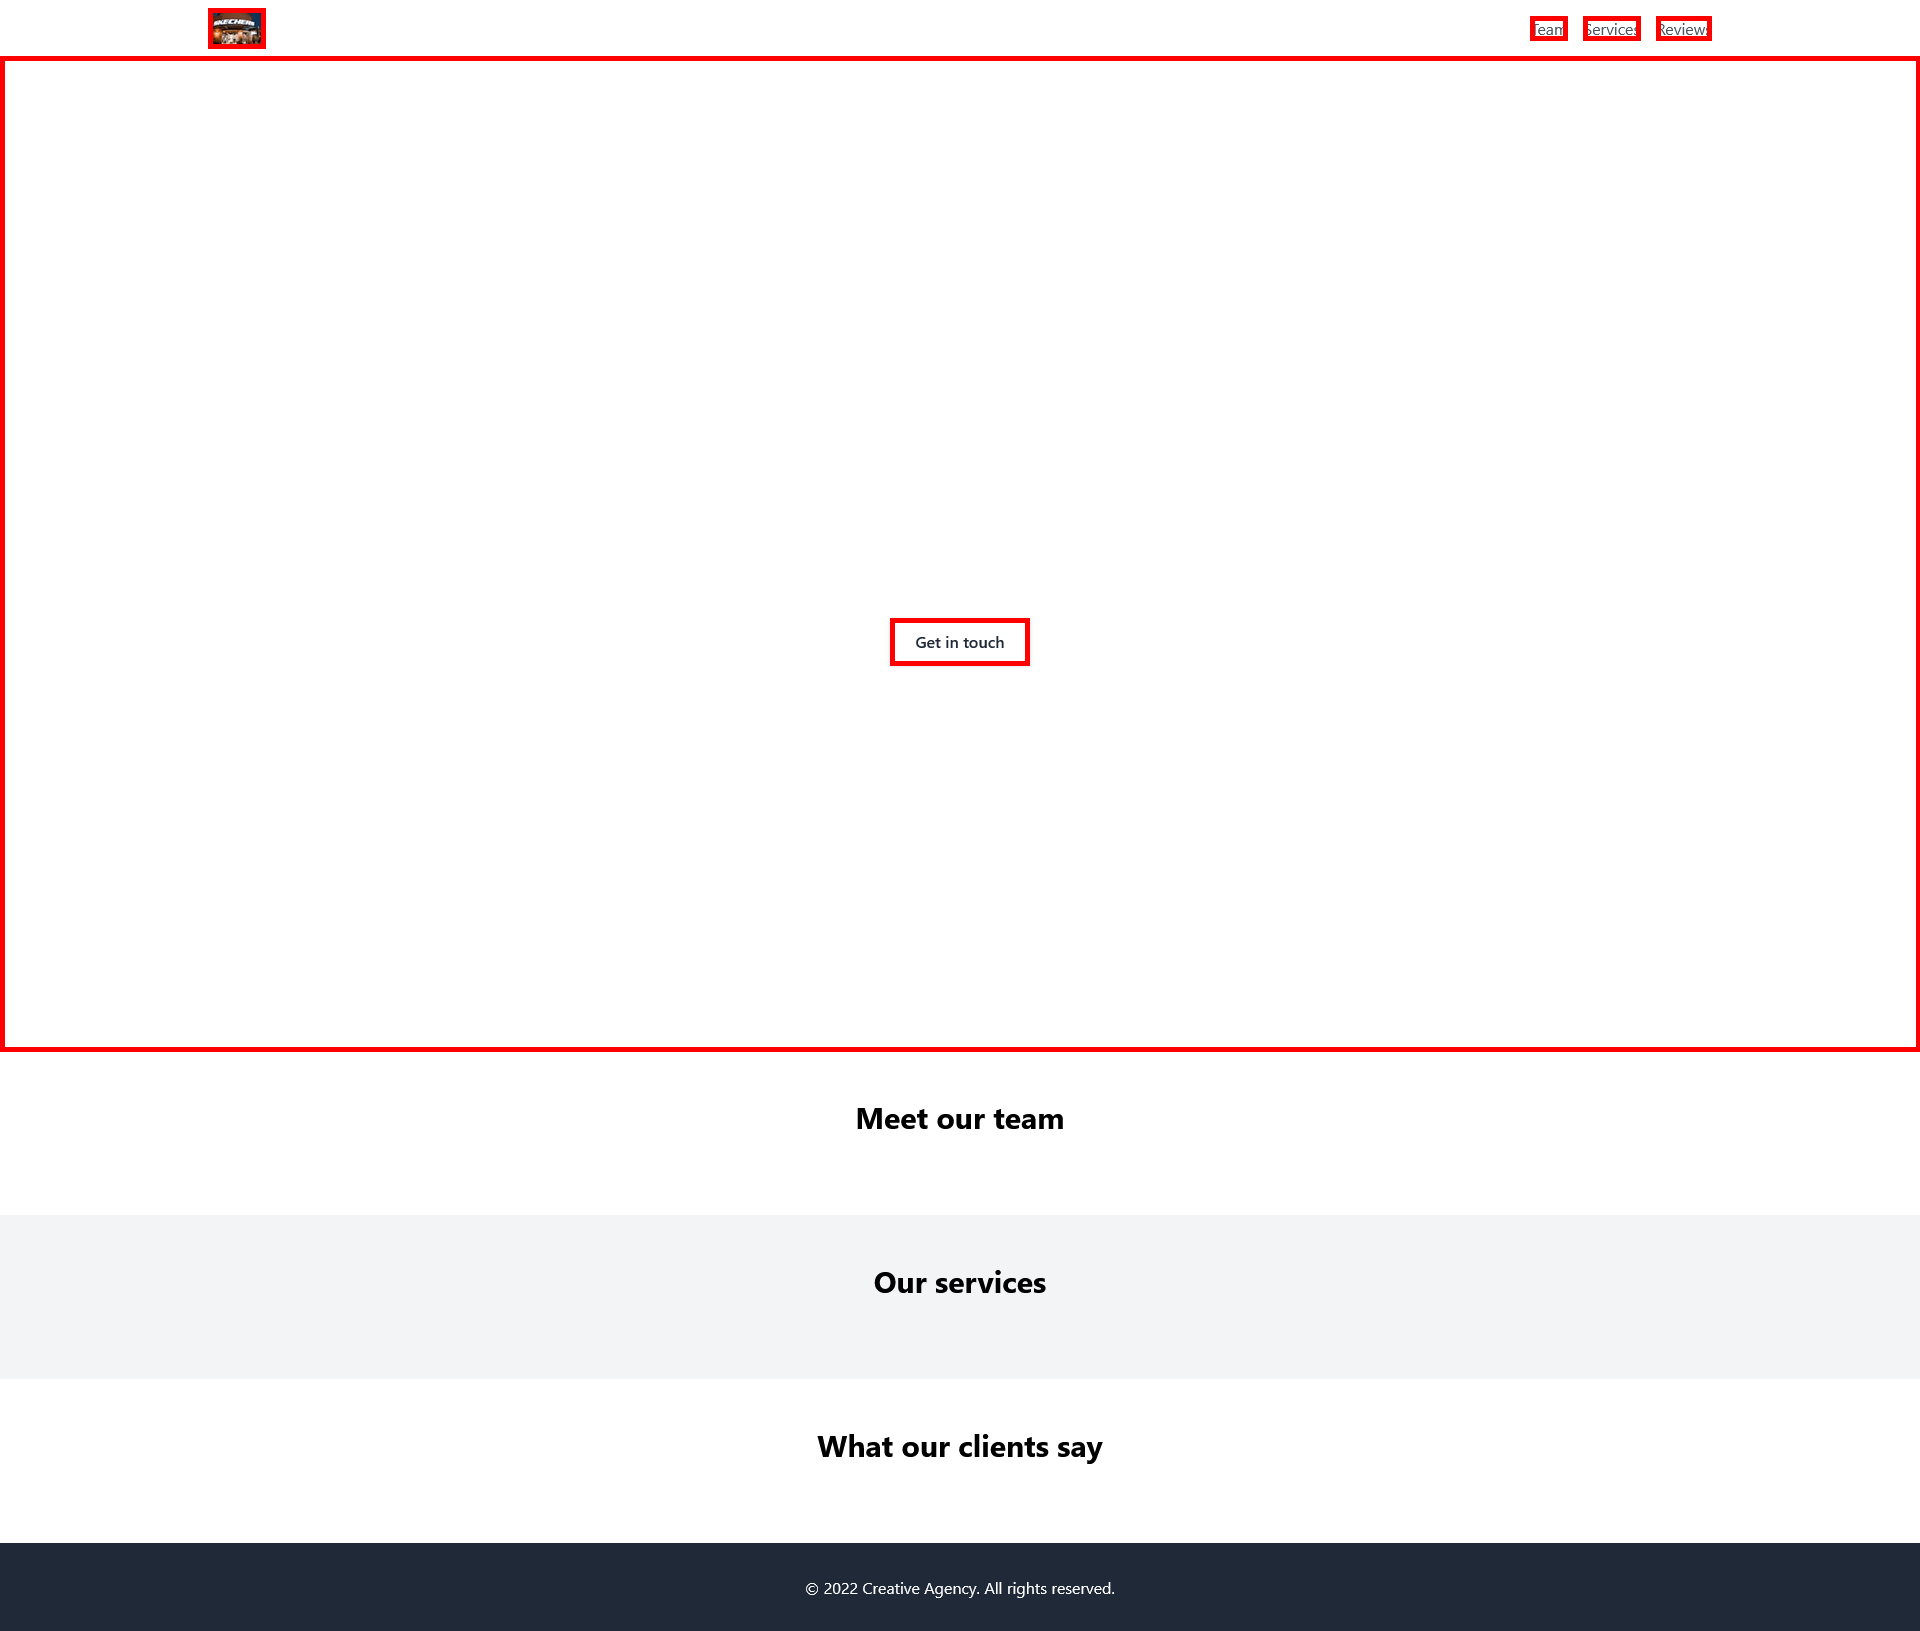 SKECHERS
Team Services Reviews
Get in touch
Meet our team
Our services
What our clients say
© 2022 Creative Agency. All rights reserved.